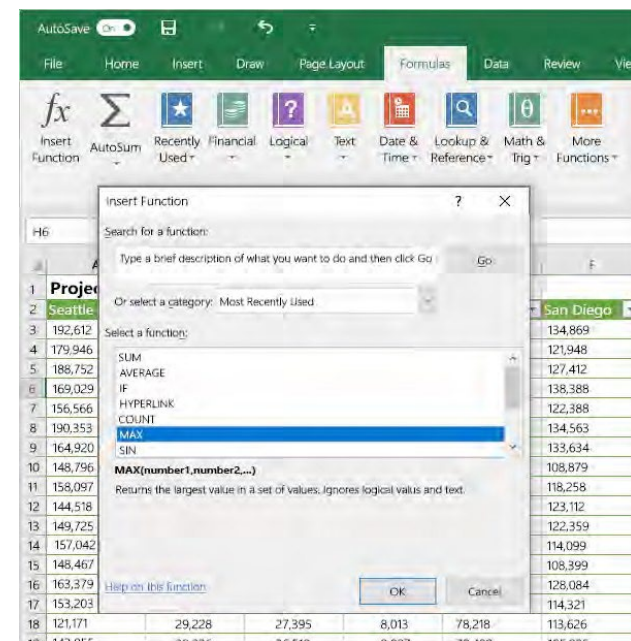 AutoSave On
File Home Insert Draw Page Layout Formulas Data Review Vie
fx Σ ? A θ
Insert Function AutoSum Recently Used Financial Logical Text Date & Time Lookup & Reference Math & Trig More Functions
Insert Function ? X
H6
Search for a function:
Type a brief description of what you want to do and then click Go
Go
Or select a category: Most Recently Used
Select a function:
SUM
AVERAGE
IF
HYPERLINK
COUNT
MAX
SIN
MAX(number1,number2,...)
Returns the largest value in a set of values. Ignores logical valus and text.
Help on this function
OK Cancel
A F
1 Projec
2 Seattle San Diego
3 192,612 134,869
4 179,946 121,948
5 188,752 127,412
6 169,029 138,388
7 156,566 122,388
8 190,353 134,563
9 164,920 133,634
10 148,796 108,879
11 158,097 118,258
12 144,518 123,112
13 149,725 122,359
14 157,042 114,099
15 148,467 108,399
16 163,379 128,084
17 153,203 114,321
18 121,171 29,228 27,395 8,013 78,218 113,626